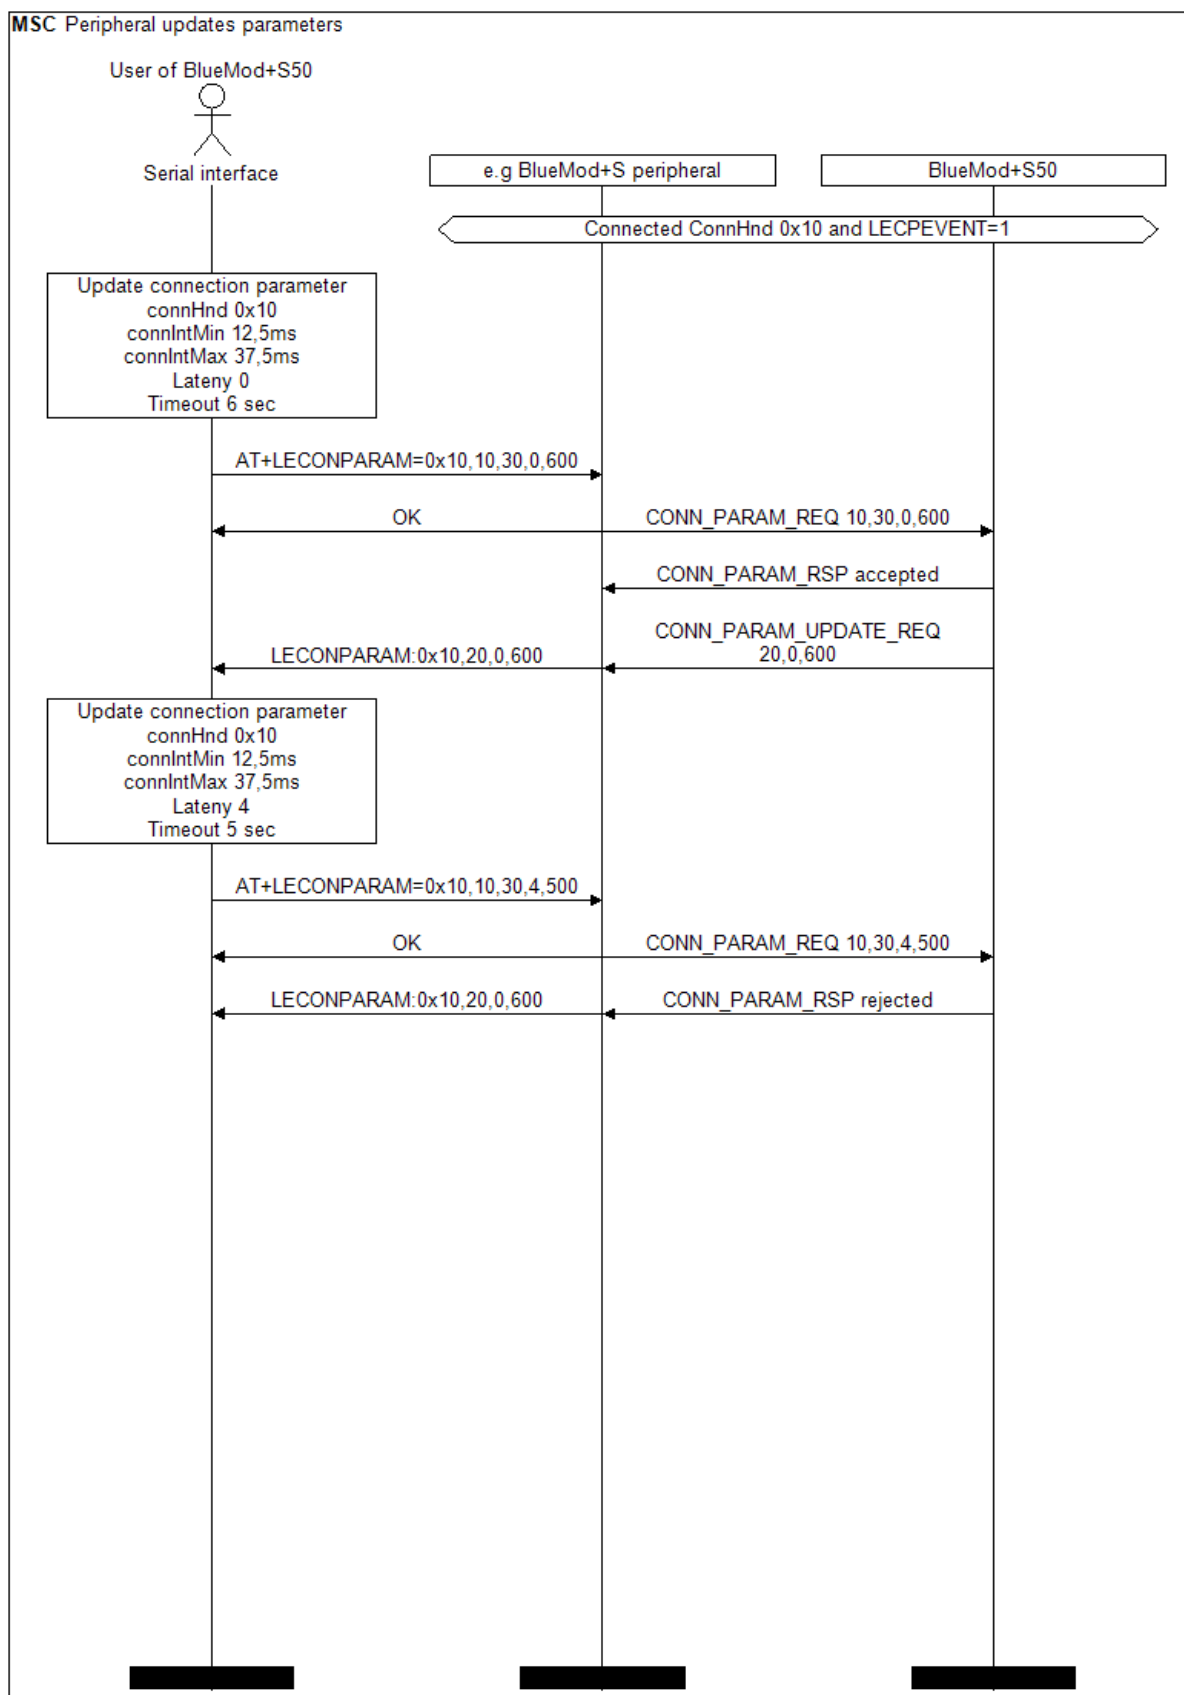 MSC Peripheral updates parameters
User of BlueMod+S50
Serial interface
e.g BlueMod+S peripheral
BlueMod+S50
Connected ConnHnd 0x10 and LECPEVENT=1
Update connection parameter
connHnd 0x10
connIntMin 12,5ms
connIntMax 37,5ms
Lateny 0
Timeout 6 sec
AT+LECONPARAM=0x10,10,30,0,600
OK
CONN_PARAM_REQ 10,30,0,600
CONN_PARAM_RSP accepted
CONN_PARAM_UPDATE_REQ
20,0,600
LECONPARAM:0x10,20,0,600
Update connection parameter
connHnd 0x10
connIntMin 12,5ms
connIntMax 37,5ms
Lateny 4
Timeout 5 sec
AT+LECONPARAM=0x10,10,30,4,500
OK
CONN_PARAM_REQ 10,30,4,500
LECONPARAM:0x10,20,0,600
CONN_PARAM_RSP rejected